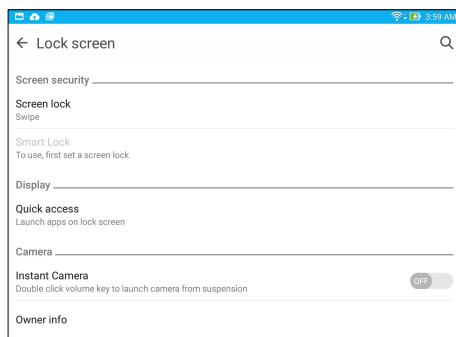 3:59 AM
Lock screen
Screen security
Screen lock
Swipe
Smart Lock
To use, first set a screen lock
Display
Quick access
Launch apps on lock screen
Camera
Instant Camera
Double click volume key to launch camera from suspension
OFF
Owner info